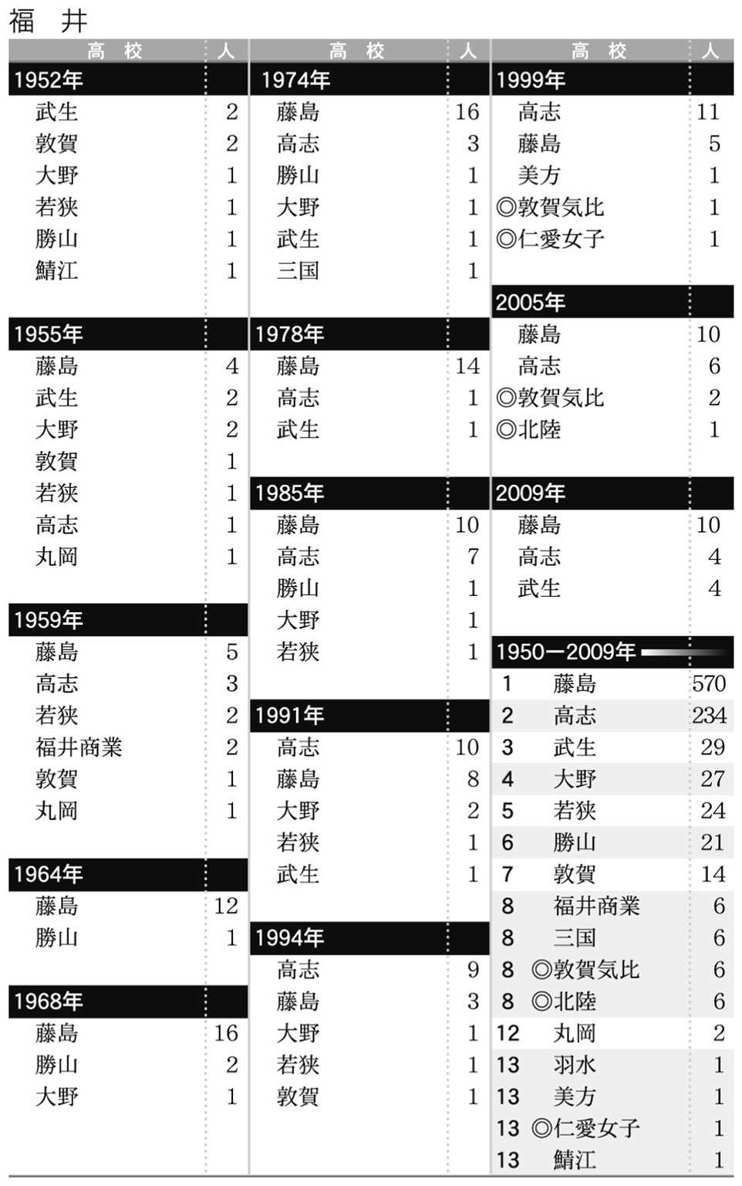 福 井
高 校 人
1952年
武生 2
敦賀 2
大野 1
若狭 1
勝山 1
鯖江 1
1955年
藤島 4
武生 2
大野 2
敦賀 1
若狭 1
高志 1
丸岡 1
1959年
藤島 5
高志 3
若狭 2
福井商業 2
敦賀 1
丸岡 1
1964年
藤島 12
勝山 1
1968年
藤島 16
勝山 2
大野 1
高 校 人
1974年
藤島 16
高志 3
勝山 1
大野 1
武生 1
三国 1
1978年
藤島 14
高志 1
武生 1
1985年
藤島 10
高志 7
勝山 1
大野 1
若狭 1
1991年
高志 10
藤島 8
大野 2
若狭 1
武生 1
1994年
高志 9
藤島 3
大野 1
若狭 1
敦賀 1
高 校 人
1999年
高志 11
藤島 5
美方 1
◎敦賀気比 1
◎仁愛女子 1
2005年
藤島 10
高志 6
◎敦賀気比 2
◎北陸 1
2009年
藤島 10
高志 4
武生 4
1950―2009年
1 藤島 570
2 高志 234
3 武生 29
4 大野 27
5 若狭 24
6 勝山 21
7 敦賀 14
8 福井商業 6
8 三国 6
8 ◎敦賀気比 6
8 ◎北陸 6
12 丸岡 2
13 羽水 1
13 美方 1
13 ◎仁愛女子 1
13 鯖江 1